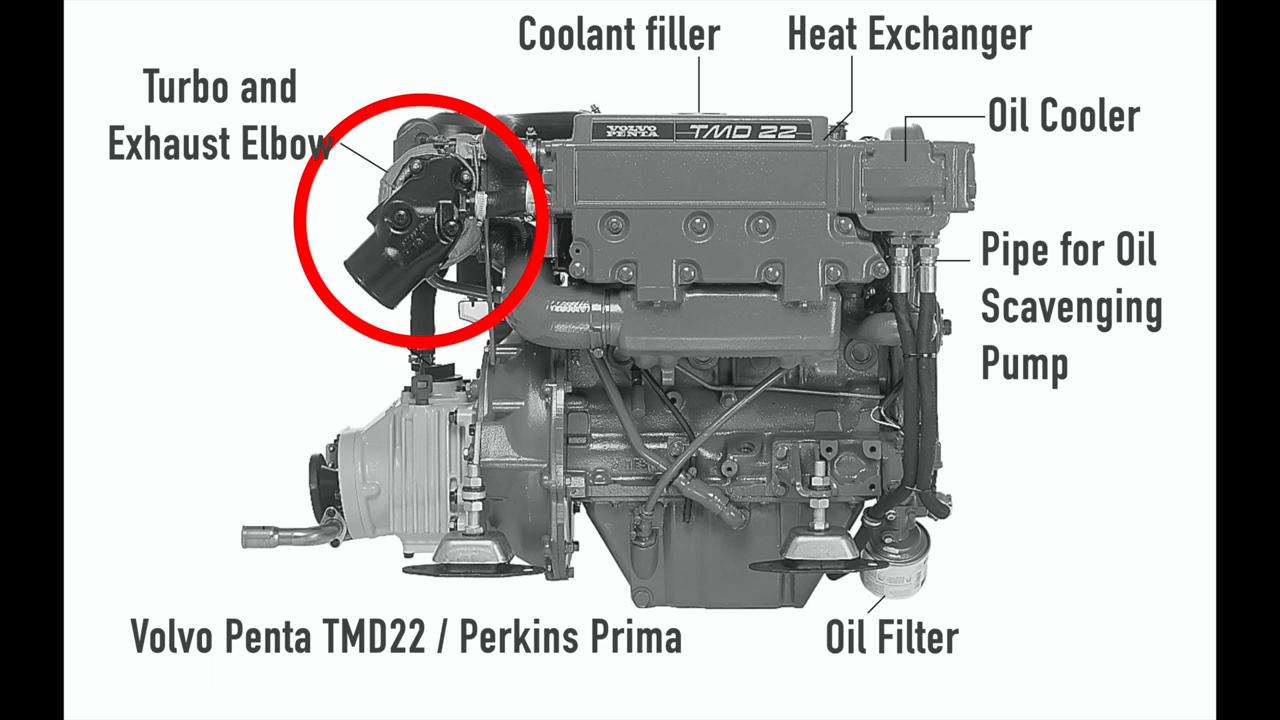 Coolant filler
Heat Exchanger
Turbo and
Exhaust Elbow
Oil Cooler
VOLVO
PENTA
TMD 22
Pipe for Oil
Scavenging
Pump
Volvo Penta TMD22 / Perkins Prima
Oil Filter